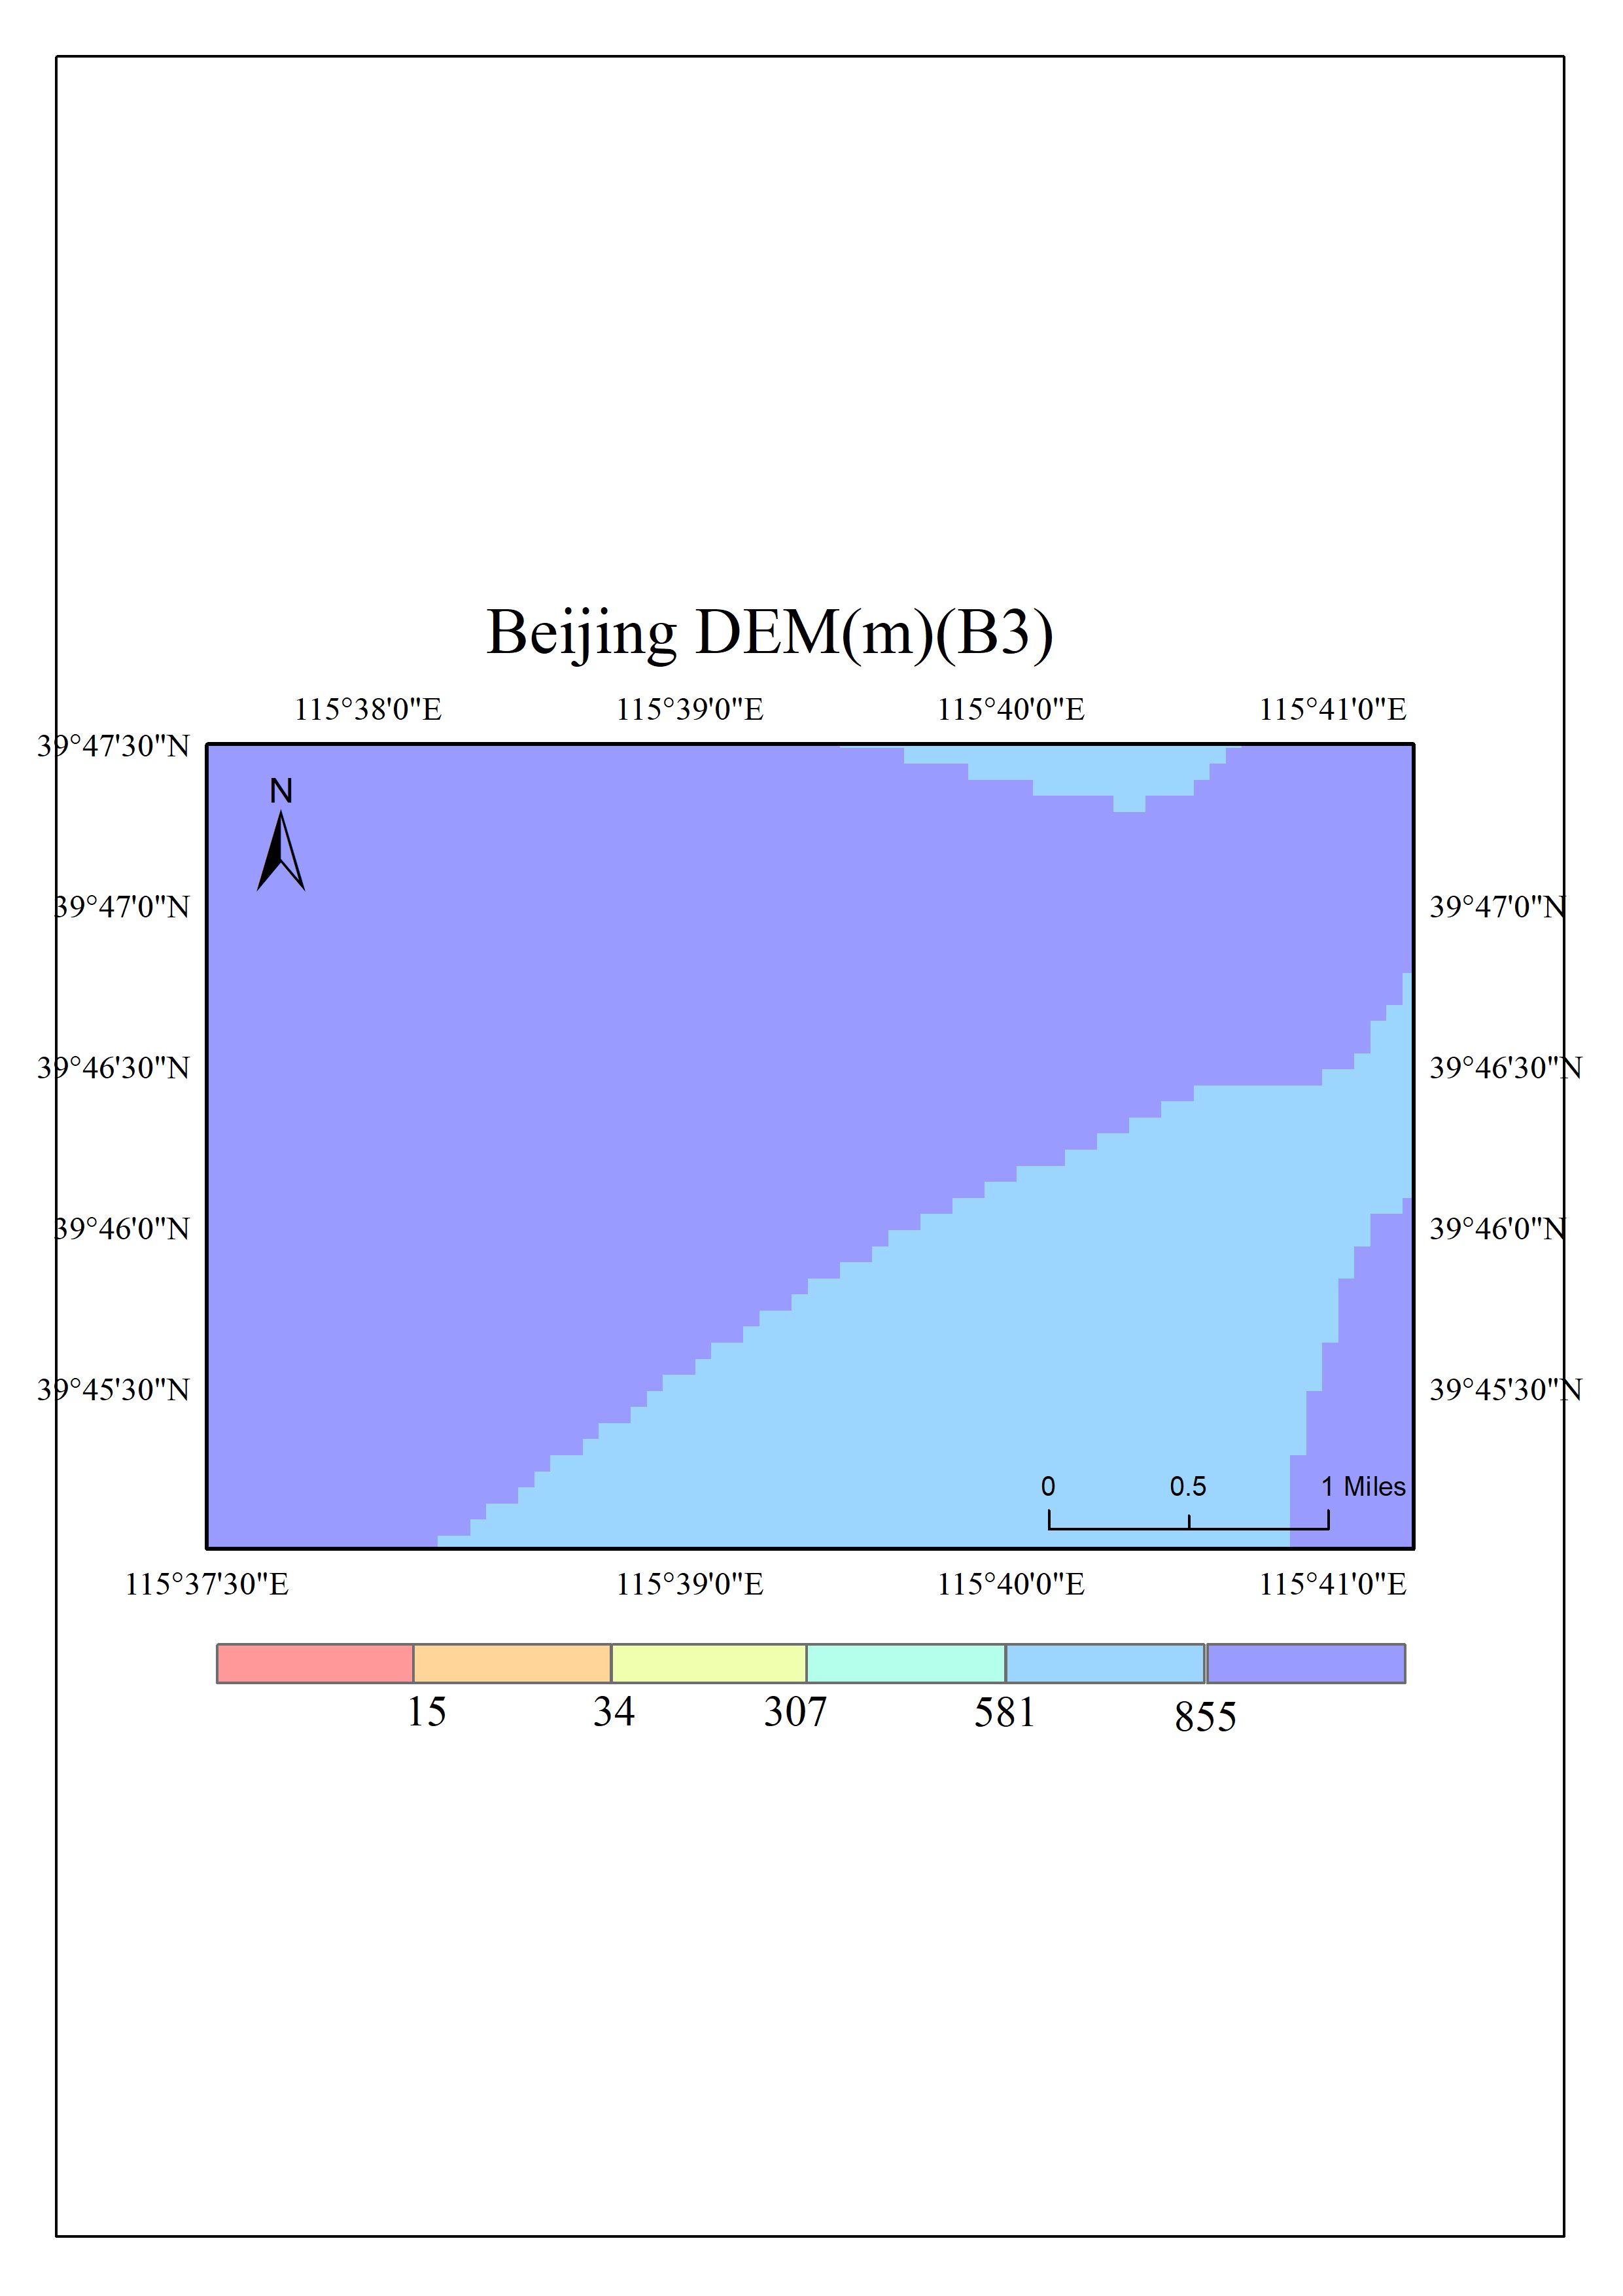 Beijing DEM(m)(B3)
115°38'0"E 115°39'0"E 115°40'0"E 115°41'0"E
39°47'30"N
N
39°47'0"N 39°47'0"N
39°46'30"N 39°46'30"N
39°46'0"N 39°46'0"N
39°45'30"N 39°45'30"N
0 0.5 1 Miles
115°37'30"E 115°39'0"E 115°40'0"E 115°41'0"E
15 34 307 581 855